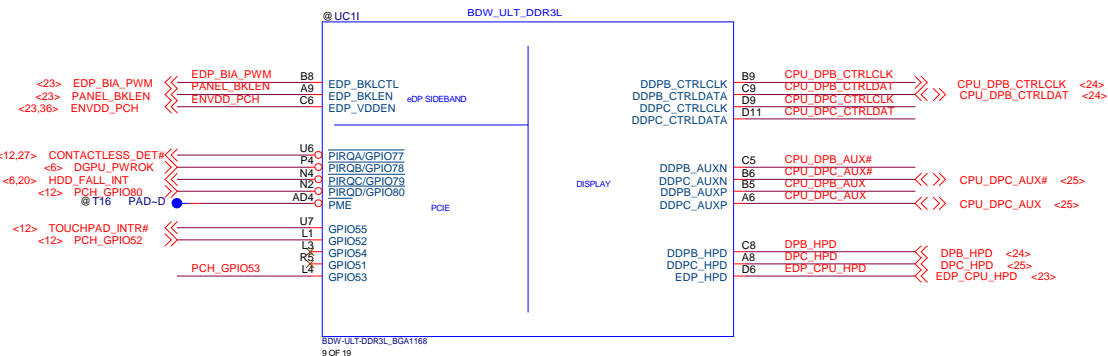 @ UC1I
BDW_ULT_DDR3L
<23> EDP_BIA_PWM EDP_BIA_PWM B8 EDP_BKLCTL
<23> PANEL_BKLEN PANEL_BKLEN A9 EDP_BKLEN
<23,36> ENVDD_PCH ENVDD_PCH C6 EDP_VDDEN
eDP SIDEBAND
DDPB_CTRLCLK B9 CPU_DPB_CTRLCLK CPU_DPB_CTRLCLK <24>
DDPB_CTRLDATA C9 CPU_DPB_CTRLDAT CPU_DPB_CTRLDAT <24>
DDPC_CTRLCLK D9 CPU_DPC_CTRLCLK
DDPC_CTRLDATA D11 CPU_DPC_CTRLDAT
<12,27> CONTACTLESS_DET# U6 PIRQA/GPIO77
<6> DGPU_PWROK P4 PIRQB/GPIO78
<6,20> HDD_FALL_INT N4 PIRQC/GPIO79
<12> PCH_GPIO80 N2 PIRQD/GPIO80
@ T16 PAD~D AD4 PME
DISPLAY
PCIE
DDPB_AUXN C5 CPU_DPB_AUX#
DDPC_AUXN B6 CPU_DPC_AUX# CPU_DPC_AUX# <25>
DDPB_AUXP B5 CPU_DPB_AUX
DDPC_AUXP A6 CPU_DPC_AUX CPU_DPC_AUX <25>
<12> TOUCHPAD_INTR# U7 GPIO55
<12> PCH_GPIO52 L1 GPIO52
L3 GPIO54
R5 GPIO51
PCH_GPIO53 L4 GPIO53
DDPB_HPD C8 DPB_HPD DPB_HPD <24>
DDPC_HPD A8 DPC_HPD DPC_HPD <25>
EDP_HPD D6 EDP_CPU_HPD EDP_CPU_HPD <23>
BDW-ULT-DDR3L_BGA1168
9 OF 19